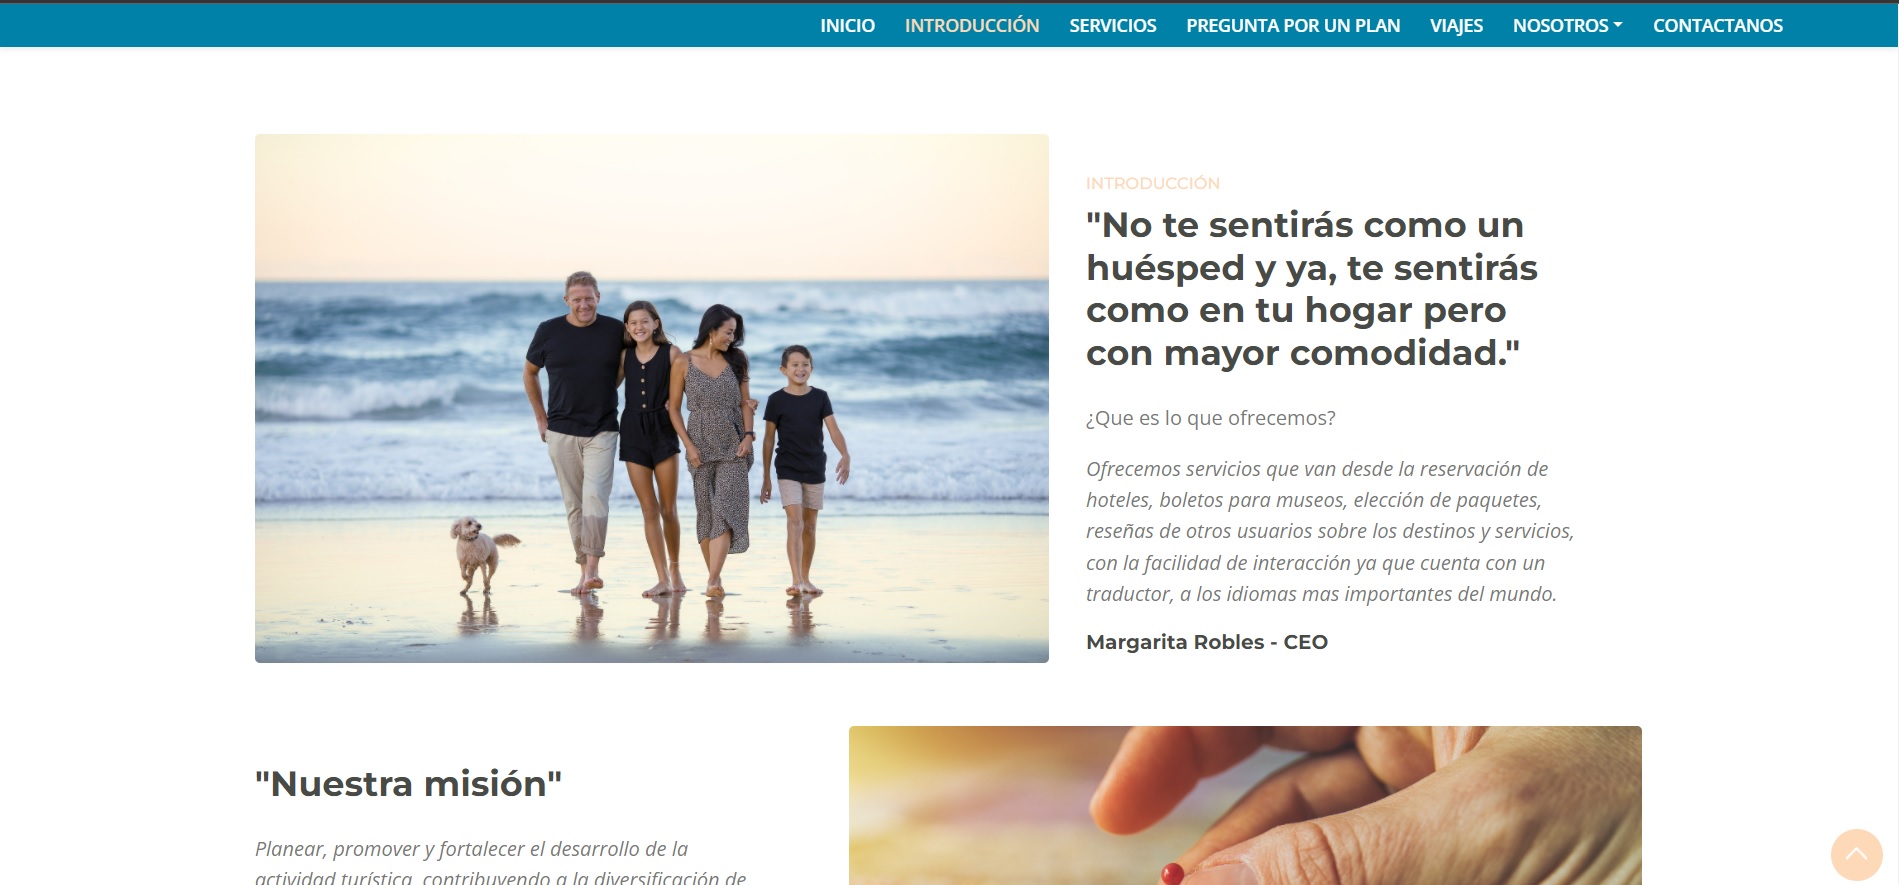 INICIO INTRODUCCIÓN SERVICIOS PREGUNTA POR UN PLAN VIAJES NOSOTROS CONTACTANOS
INTRODUCCIÓN
"No te sentirás como un
huésped y ya, te sentirás
como en tu hogar pero
con mayor comodidad."
¿Que es lo que ofrecemos?
Ofrecemos servicios que van desde la reservación de
hoteles, boletos para museos, elección de paquetes,
reseñas de otros usuarios sobre los destinos y servicios,
con la facilidad de interacción ya que cuenta con un
traductor, a los idiomas mas importantes del mundo.
Margarita Robles - CEO
"Nuestra misión"
Planear, promover y fortalecer el desarrollo de la
actividad turística, contribuyendo a la diversificación de